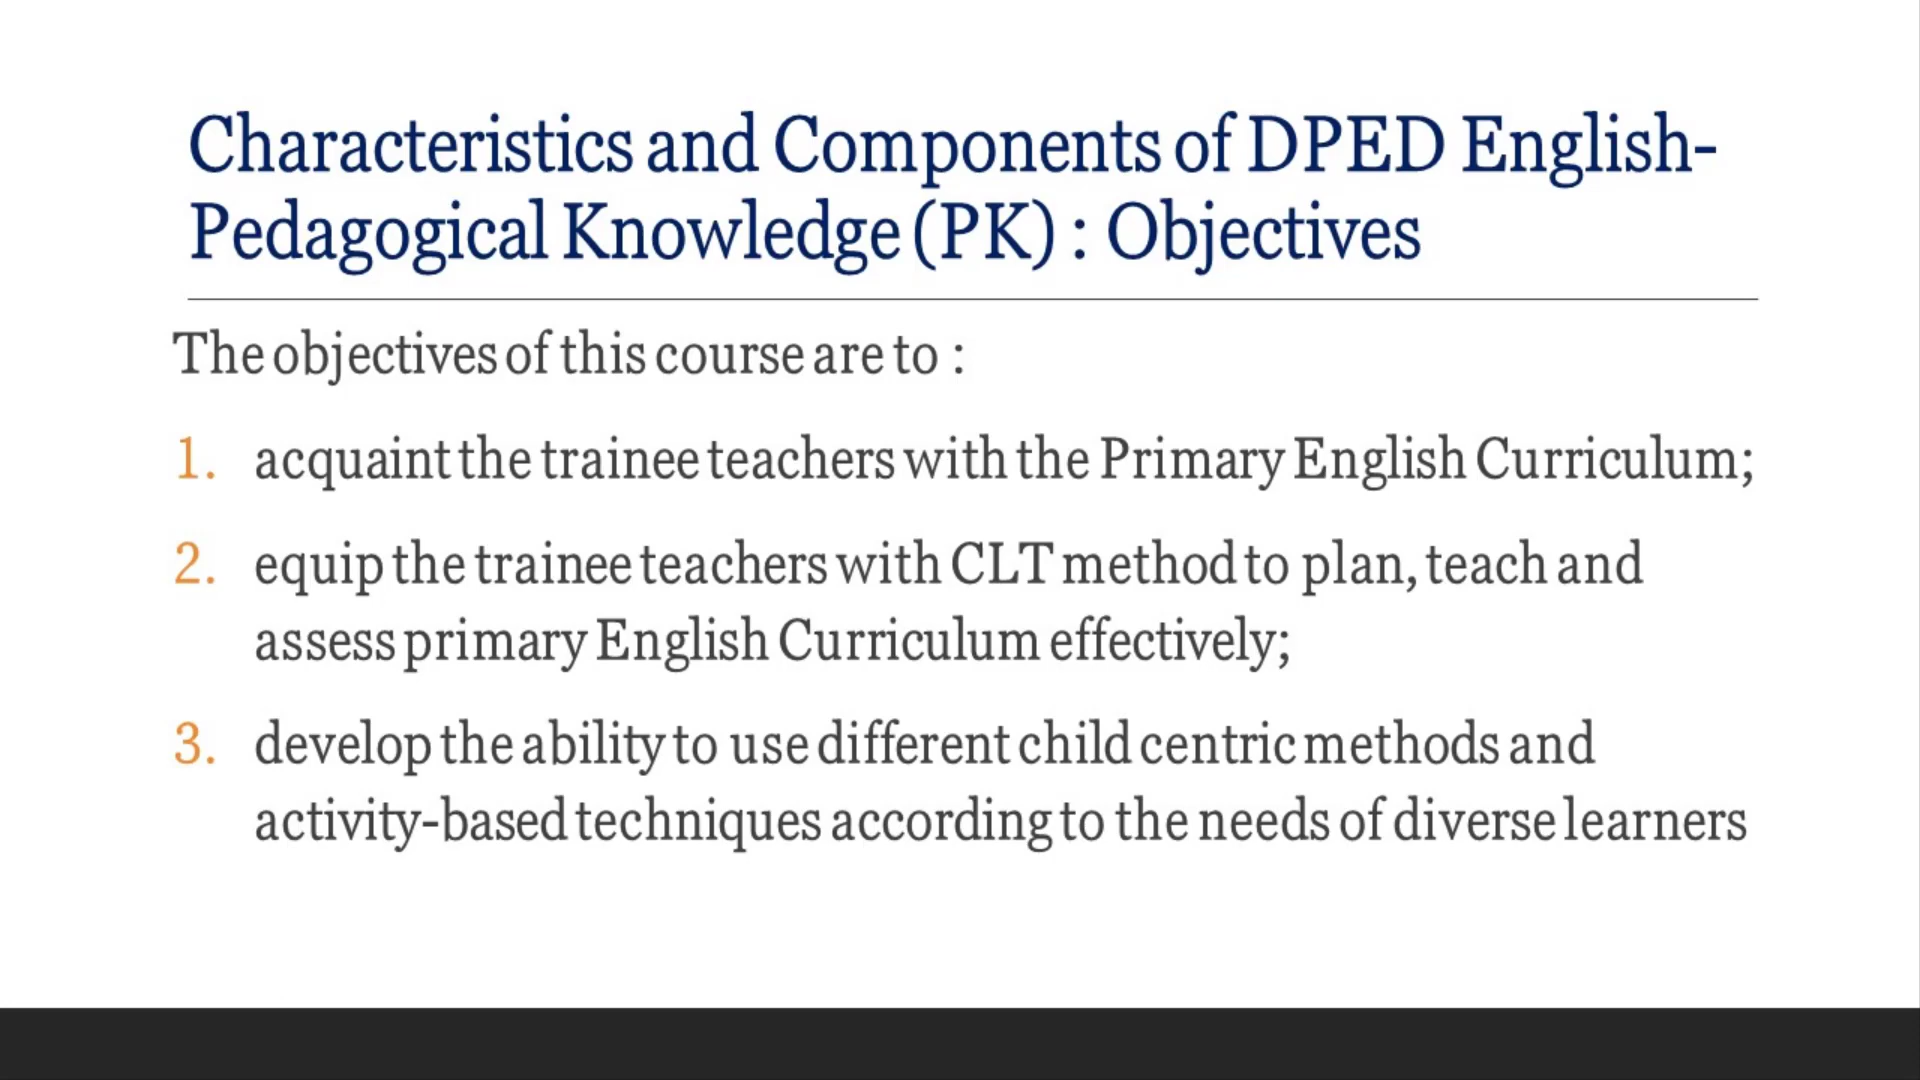 Characteristics and Components of DPED English-
Pedagogical Knowledge (PK) : Objectives
The objectives of this course are to :
1. acquaint the trainee teachers with the Primary English Curriculum;
2. equip the trainee teachers with CLT method to plan, teach and
assess primary English Curriculum effectively;
3. develop the ability to use different child centric methods and
activity-based techniques according to the needs of diverse learners